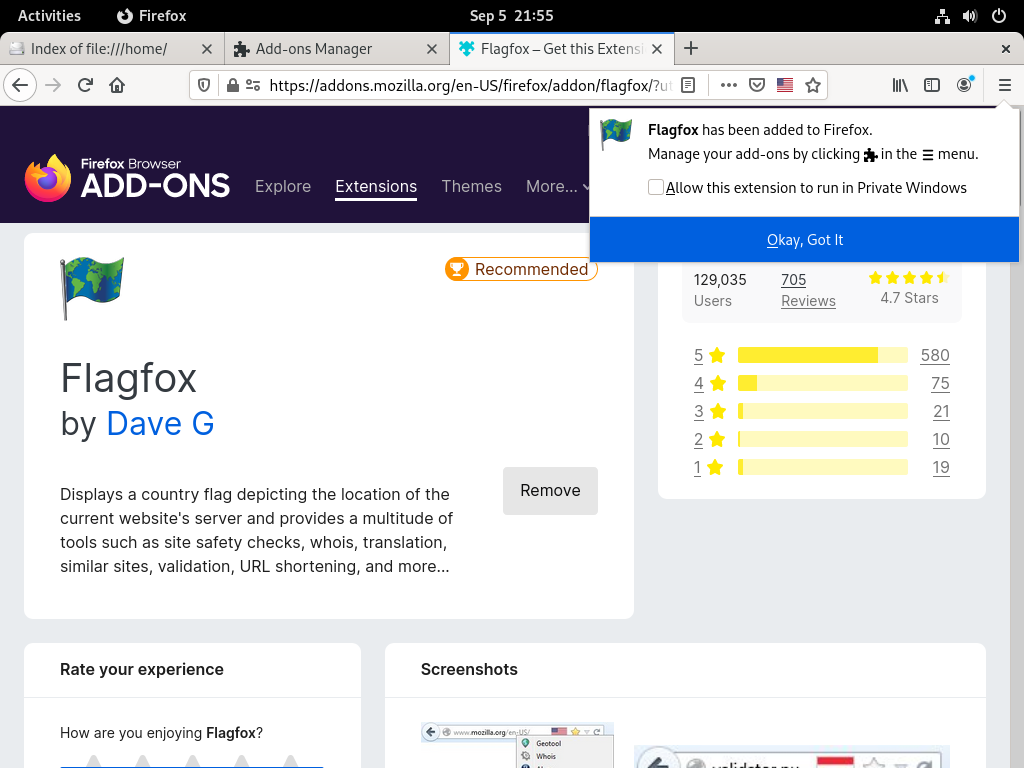 Activities
Firefox
Sep 5 21:55
Index of file:///home/
Add-ons Manager
Flagfox – Get this Extens
https://addons.mozilla.org/en-US/firefox/addon/flagfox/?ut
Flagfox has been added to Firefox.
Manage your add-ons by clicking in the menu.
Allow this extension to run in Private Windows
Okay, Got It
Firefox Browser
ADD-ONS
Explore
Extensions
Themes
More...
Recommended
Flagfox
by Dave G
Displays a country flag depicting the location of the
current website's server and provides a multitude of
tools such as site safety checks, whois, translation,
similar sites, validation, URL shortening, and more...
Remove
129,035
Users
705
Reviews
4.7 Stars
5 580
4 75
3 21
2 10
1 19
Rate your experience
How are you enjoying Flagfox?
Screenshots
www.mozilla.org/en-US/
Geotool
Whois